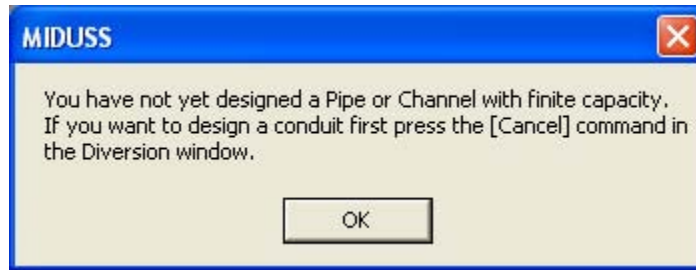 MIDUSS
You have not yet designed a Pipe or Channel with finite capacity.
If you want to design a conduit first press the [Cancel] command in
the Diversion window.
OK